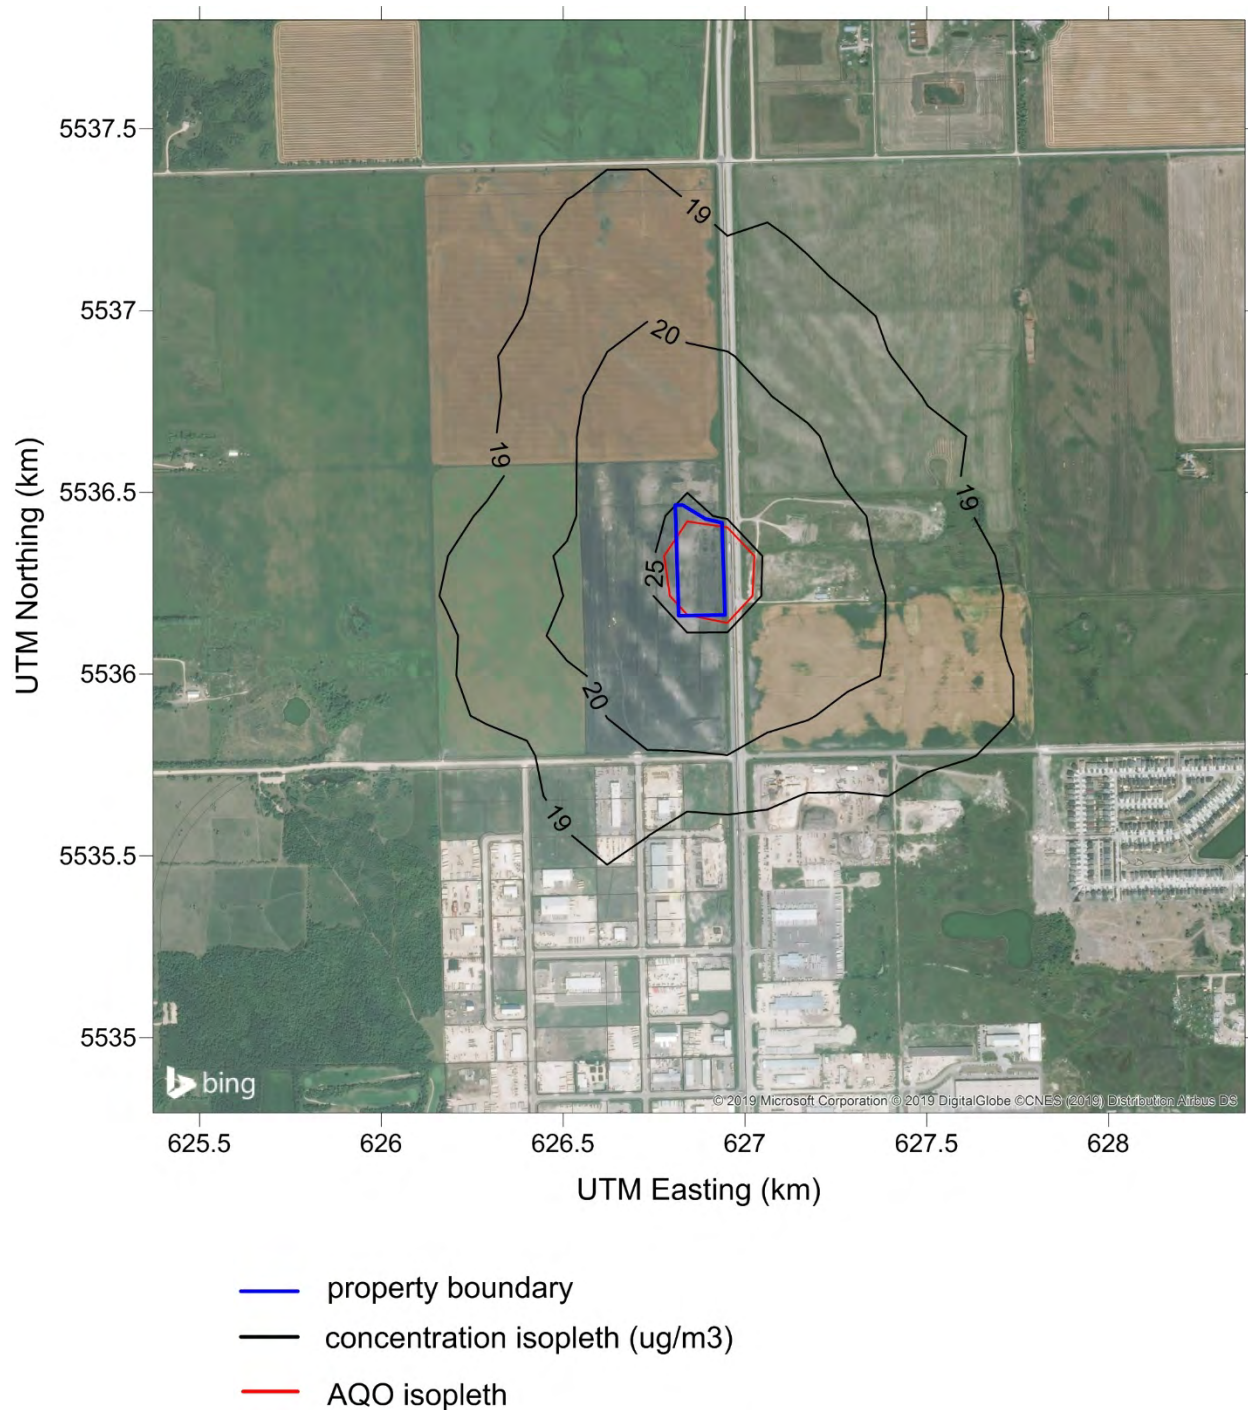 5537.5
5537
5536.5
5536
5535.5
5535
UTM Northing (km)
19
20
19
19
25
20
19
bing
© 2019 Microsoft Corporation © 2019 DigitalGlobe ©CNES (2019) Distribution Airbus DS
625.5 626 626.5 627 627.5 628
UTM Easting (km)
property boundary
concentration isopleth (ug/m3)
AQO isopleth